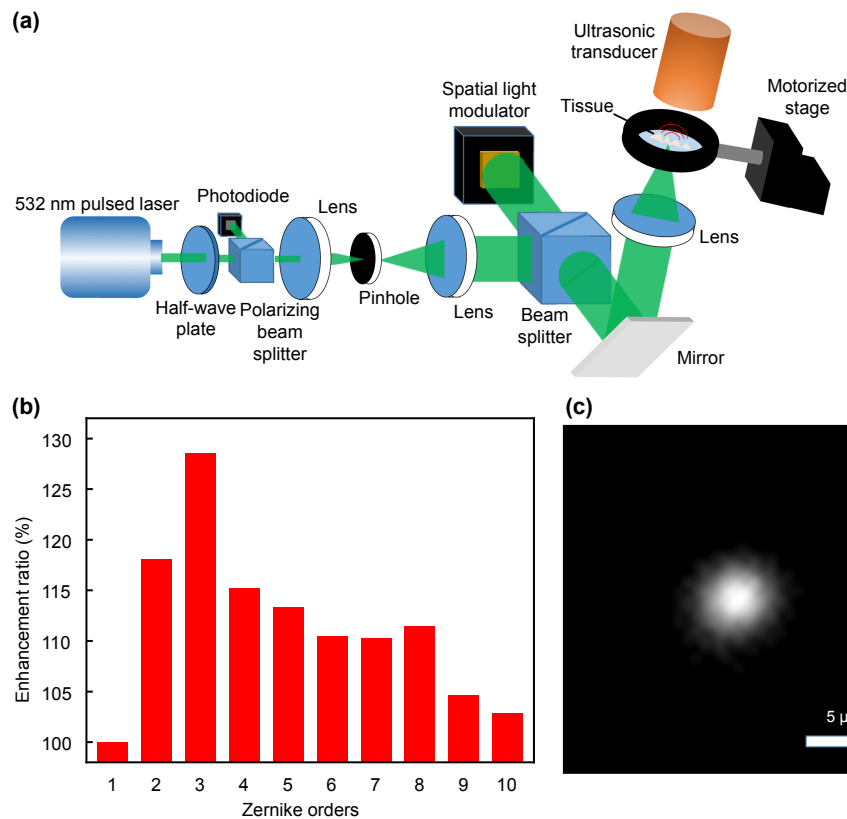 (a)
Ultrasonic
transducer
Spatial light
modulator
Motorized
stage
Tissue
Photodiode
532 nm pulsed laser
Lens
Lens
Half-wave
plate
Polarizing
beam
splitter
Pinhole
Lens
Beam
splitter
Mirror
(b)
(c)
130
125
120
115
110
105
100
Enhancement ratio (%)
1 2 3 4 5 6 7 8 9 10
Zernike orders
5 µ